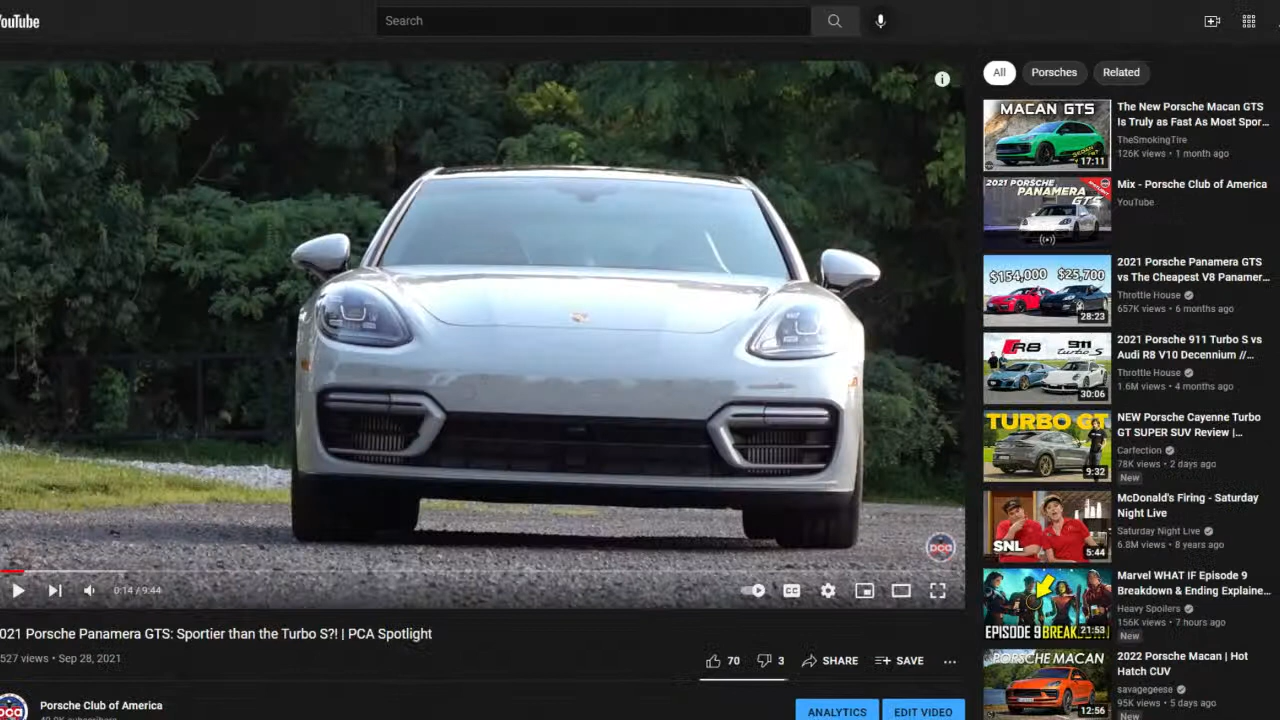 YouTube
Search
0:14 / 9:44
CC
pca
021 Porsche Panamera GTS: Sportier than the Turbo S?! | PCA Spotlight
527 views • Sep 28, 2021
70
3
SHARE
SAVE
Porsche Club of America
ANALYTICS
EDIT VIDEO
All
Porsches
Related
MACAN GTS
17:11
The New Porsche Macan GTS
Is Truly as Fast As Most Spor...
TheSmokingTire
126K views • 1 month ago
2021 PORSCHE
PANAMERA
GTS
Mix - Porsche Club of America
YouTube
$154,000 $25,700
28:23
2021 Porsche Panamera GTS
vs The Cheapest V8 Panamer...
Throttle House
657K views • 6 months ago
R8 911
turbo S
30:06
2021 Porsche 911 Turbo S vs
Audi R8 V10 Decennium //...
Throttle House
1.6M views • 4 months ago
TURBO GT
9:32
NEW Porsche Cayenne Turbo
GT SUPER SUV Review |...
Carfection
78K views • 2 days ago
New
SNL
5:44
McDonald's Firing - Saturday
Night Live
Saturday Night Live
6.8M views • 8 years ago
EPISODE 9 BREAKDOWN
21:53
Marvel WHAT IF Episode 9
Breakdown & Ending Explaine...
Heavy Spoilers
156K views • 7 hours ago
New
PORSCHE MACAN
12:56
2022 Porsche Macan | Hot
Hatch CUV
savagegeese
95K views • 5 days ago
New